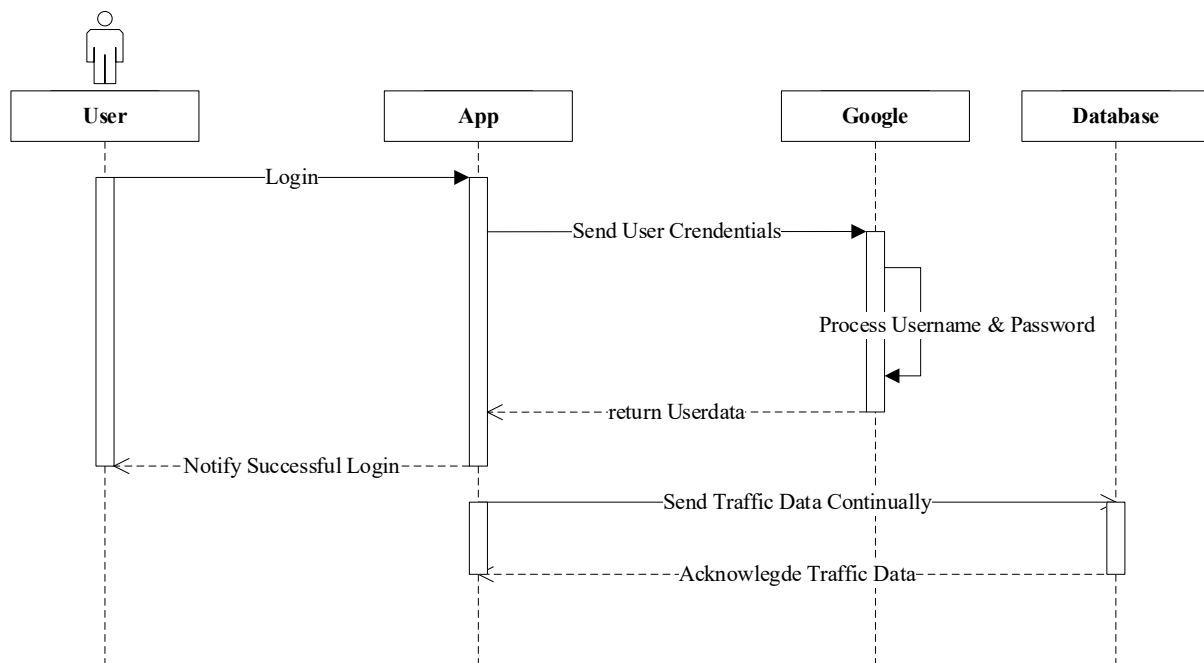 User
App
Google
Database
Login
Send User Crendentials
Process Username & Password
return Userdata
Notify Successful Login
Send Traffic Data Continually
Acknowlegde Traffic Data